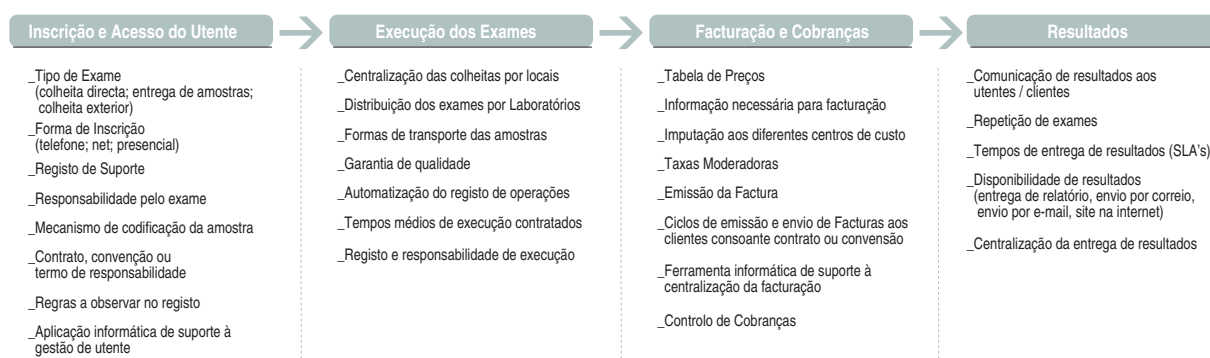 Inscrição e Acesso do Utente
_Tipo de Exame
(colheita directa; entrega de amostras;
colheita exterior)
_Forma de Inscrição
(telefone; net; presencial)
_Registo de Suporte
_Responsabilidade pelo exame
_Mecanismo de codificação da amostra
_Contrato, convenção ou
termo de responsabilidade
_Regras a observar no registo
_Aplicação informática de suporte à
gestão de utente
Execução dos Exames
_Centralização das colheitas por locais
_Distribuição dos exames por Laboratórios
_Formas de transporte das amostras
_Garantia de qualidade
_Automatização do registo de operações
_Tempos médios de execução contratados
_Registo e responsabilidade de execução
Facturação e Cobranças
_Tabela de Preços
_Informação necessária para facturação
_Imputação aos diferentes centros de custo
_Taxas Moderadoras
_Emissão da Factura
_Ciclos de emissão e envio de Facturas aos
clientes consoante contrato ou convensão
_Ferramenta informática de suporte à
centralização da facturação
_Controlo de Cobranças
Resultados
_Comunicação de resultados aos
utentes / clientes
_Repetição de exames
_Tempos de entrega de resultados (SLA's)
_Disponibilidade de resultados
(entrega de relatório, envio por correio,
envio por e-mail, site na internet)
_Centralização da entrega de resultados